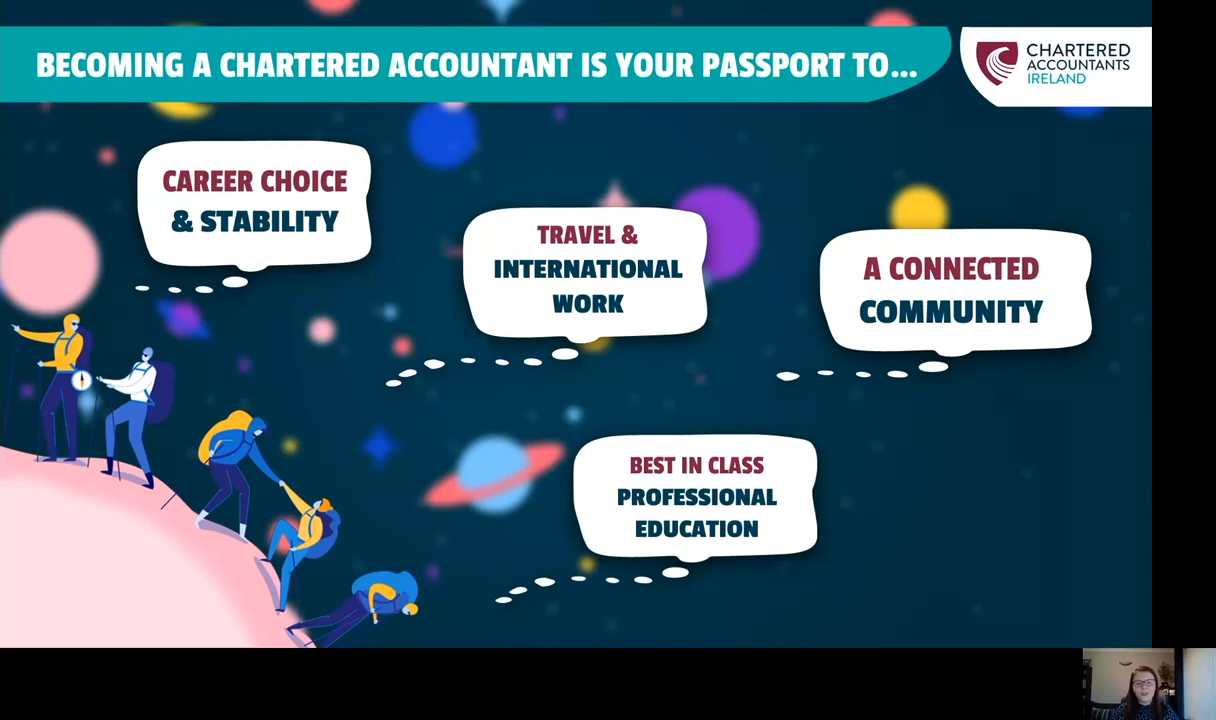 BECOMING A CHARTERED ACCOUNTANT IS YOUR PASSPORT TO...
CHARTERED
ACCOUNTANTS
IRELAND
CAREER CHOICE
& STABILITY
TRAVEL &
INTERNATIONAL
WORK
A CONNECTED
COMMUNITY
BEST IN CLASS
PROFESSIONAL
EDUCATION